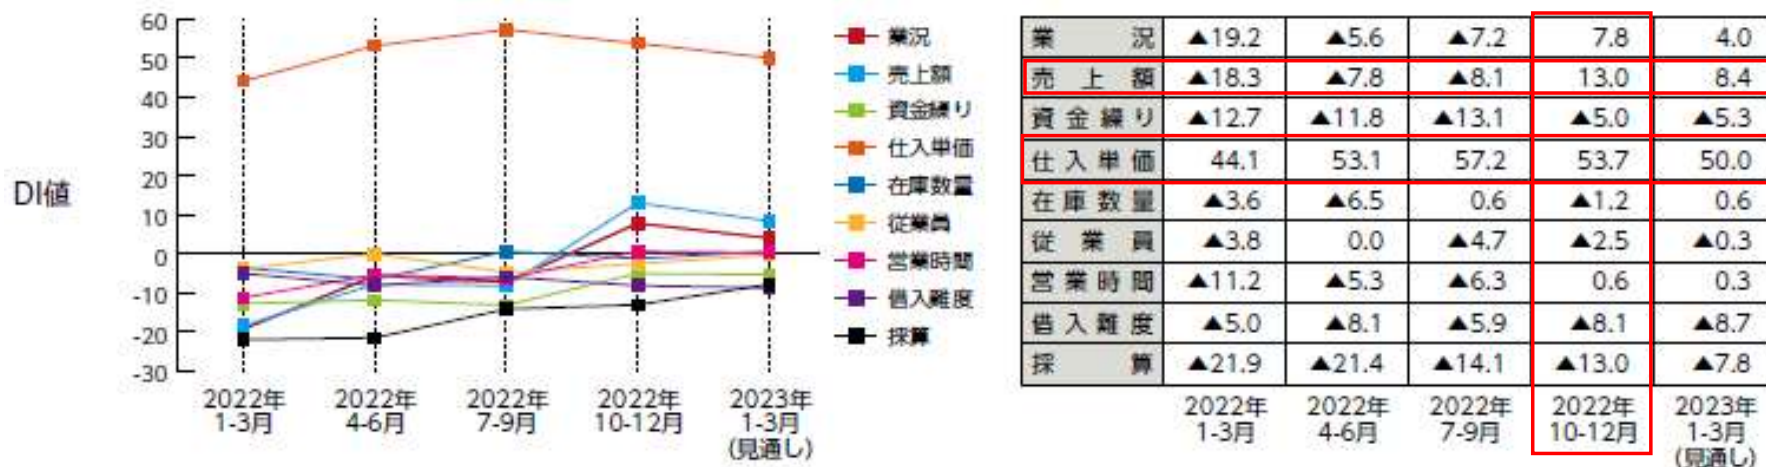 DI値
60
50
40
30
20
10
0
-10
-20
-30
2022年
1-3月
2022年
4-6月
2022年
7-9月
2022年
10-12月
2023年
1-3月
(見通し)
業況
売上額
資金繰り
仕入単価
在庫数量
従業員
営業時間
借入難度
採算
業況 ▲19.2 ▲5.6 ▲7.2 7.8 4.0
売上額 ▲18.3 ▲7.8 ▲8.1 13.0 8.4
資金繰り ▲12.7 ▲11.8 ▲13.1 ▲5.0 ▲5.3
仕入単価 44.1 53.1 57.2 53.7 50.0
在庫数量 ▲3.6 ▲6.5 0.6 ▲1.2 0.6
従業員 ▲3.8 0.0 ▲4.7 ▲2.5 ▲0.3
営業時間 ▲11.2 ▲5.3 ▲6.3 0.6 0.3
借入難度 ▲5.0 ▲8.1 ▲5.9 ▲8.1 ▲8.7
採算 ▲21.9 ▲21.4 ▲14.1 ▲13.0 ▲7.8
2022年
1-3月
2022年
4-6月
2022年
7-9月
2022年
10-12月
2023年
1-3月
(見通し)